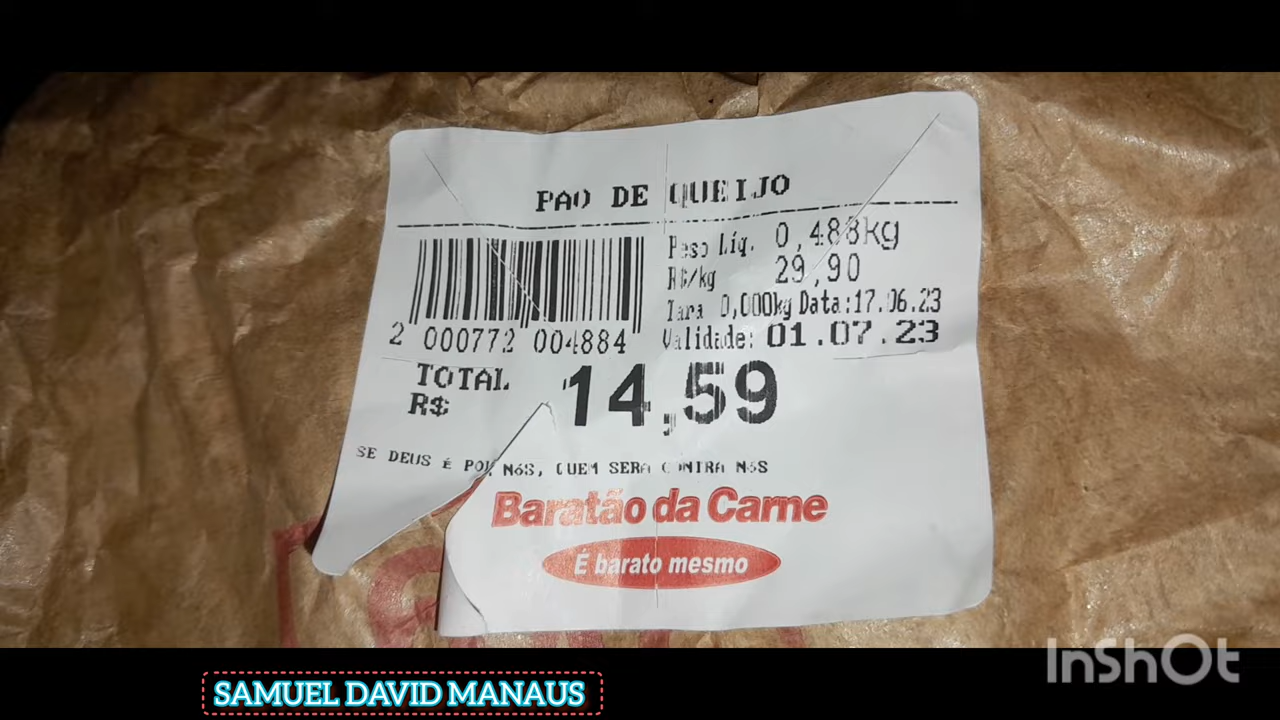 PAO DE QUEIJO
Peso Líq. 0,488kg
R$/kg 29,90
Tara 0,000kg Data:17.06.23
Validade: 01.07.23
2 000772 004884
TOTAL R$ 14,59
SE DEUS é POR NóS, QUEM SERA CONTRA NóS
Baratão da Carne
É barato mesmo
InShOt
SAMUEL DAVID MANAUS